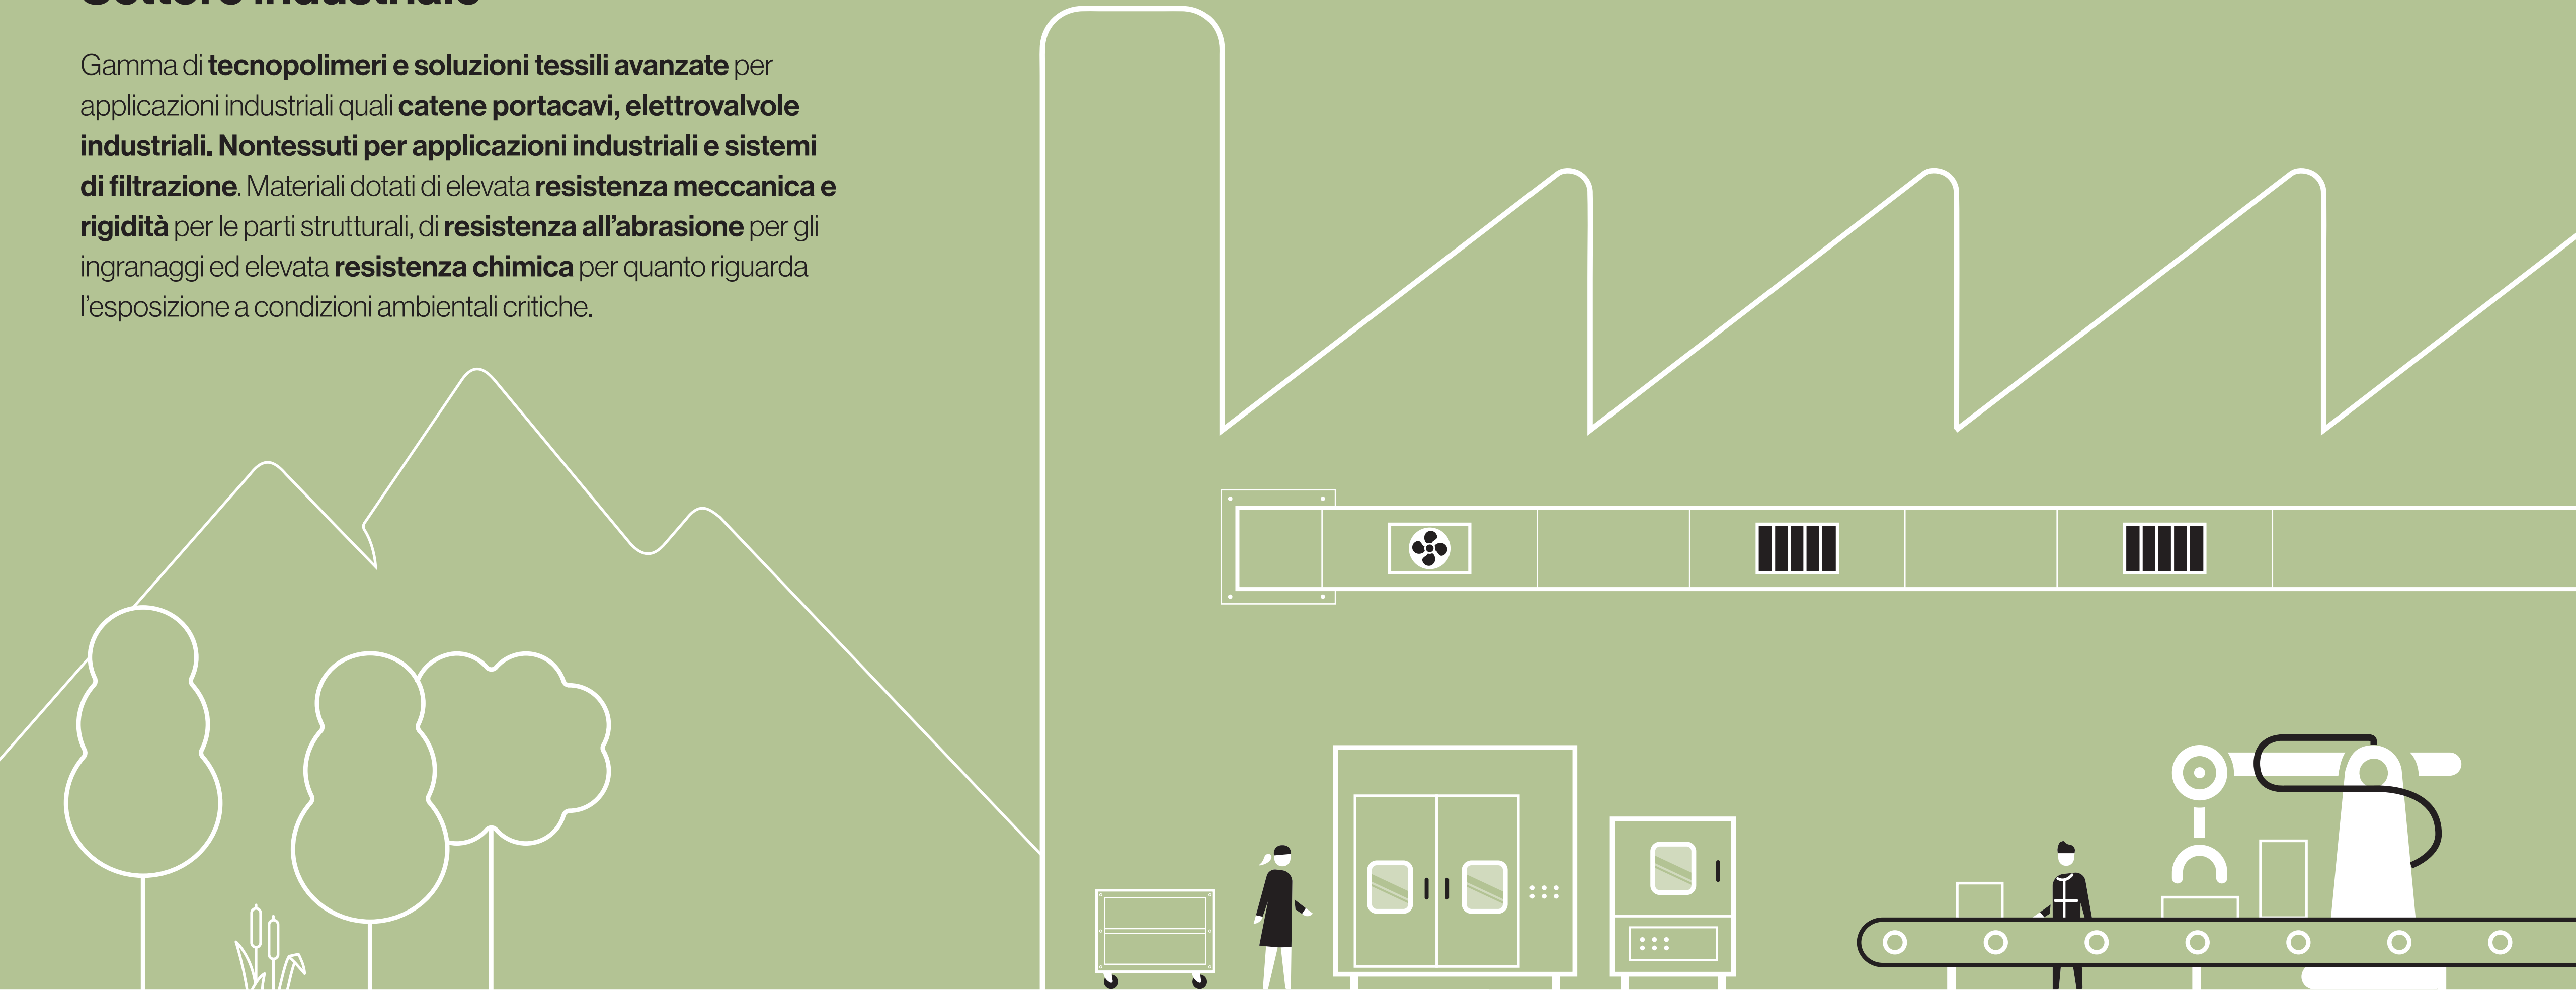 Settore industriale
Gamma di tecnopolimeri e soluzioni tessili avanzate per
applicazioni industriali quali catene portacavi, elettrovalvole
industriali. Nontessuti per applicazioni industriali e sistemi
di filtrazione. Materiali dotati di elevata resistenza meccanica e
rigidità per le parti strutturali, di resistenza all’abrasione per gli
ingranaggi ed elevata resistenza chimica per quanto riguarda
l’esposizione a condizioni ambientali critiche.